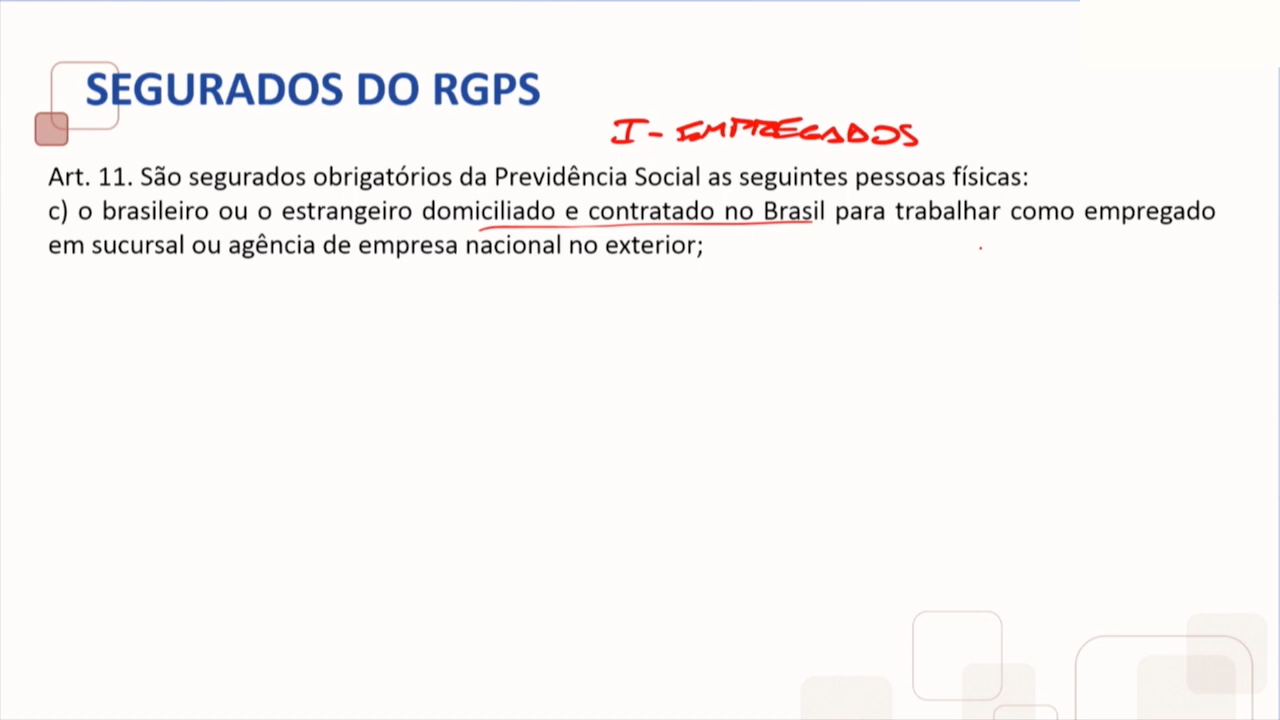 SEGURADOS DO RGPS
I - EMPREGADOS
Art. 11. São segurados obrigatórios da Previdência Social as seguintes pessoas físicas:
c) o brasileiro ou o estrangeiro domiciliado e contratado no Brasil para trabalhar como empregado
em sucursal ou agência de empresa nacional no exterior;